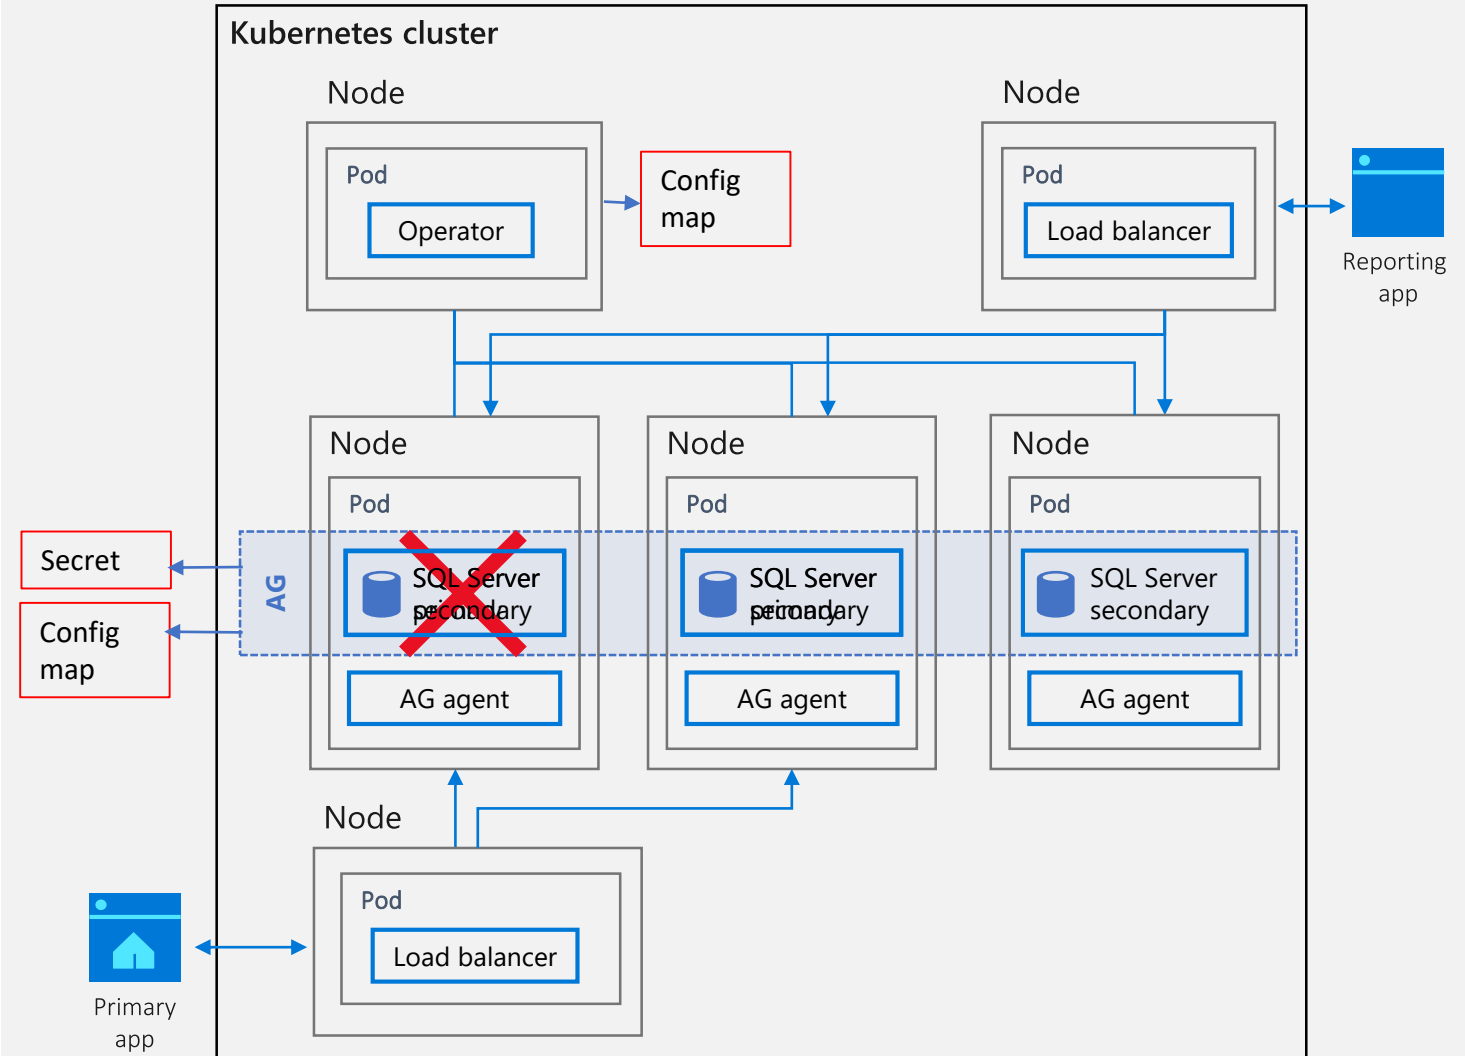 Kubernetes cluster
Node
Node
Pod
Operator
Config
map
Pod
Load balancer
Reporting
app
Node
Node
Node
Pod
Pod
Pod
Secret
Config
map
AG
SQL Server
SQL Server
SQL Server
secondary
AG agent
AG agent
AG agent
Node
Pod
Load balancer
Primary
app